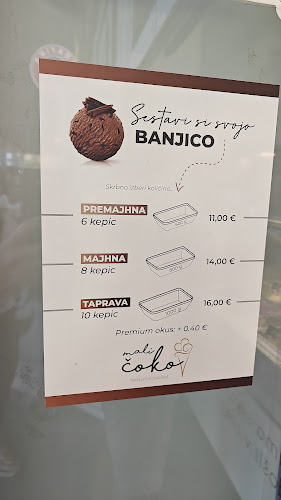 Sestavi si svojo
BANJICO
Skrbno izberi količino...
PREMAJHNA
6 kepic
11,00 €
MAJHNA
8 kepic
14,00 €
TAPRAVA
10 kepic
16,00 €
Premium okus: + 0,40 €
mali
čoko